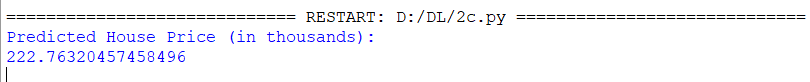 ============================= RESTART: D:/DL/2c.py =============================
Predicted House Price (in thousands):
222.76320457458496